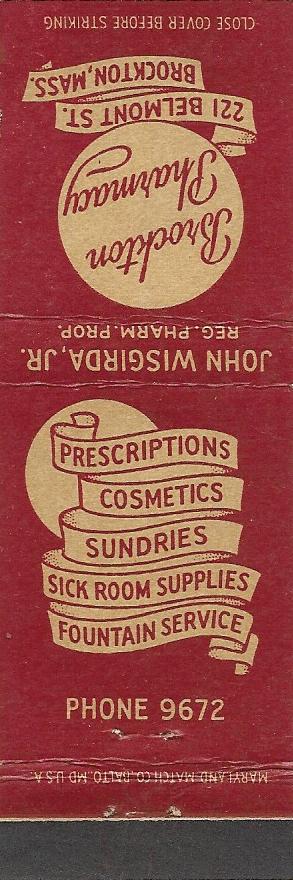 CLOSE COVER BEFORE STRIKING
Brockton
Pharmacy
221 BELMONT ST.
BROCKTON, MASS.
JOHN WISGIRDA, JR.
REG. PHARM. PROP.
PRESCRIPTIONS
COSMETICS
SUNDRIES
SICK ROOM SUPPLIES
FOUNTAIN SERVICE
PHONE 9672
MARYLAND MATCH CO. BALTO. MD U.S.A.